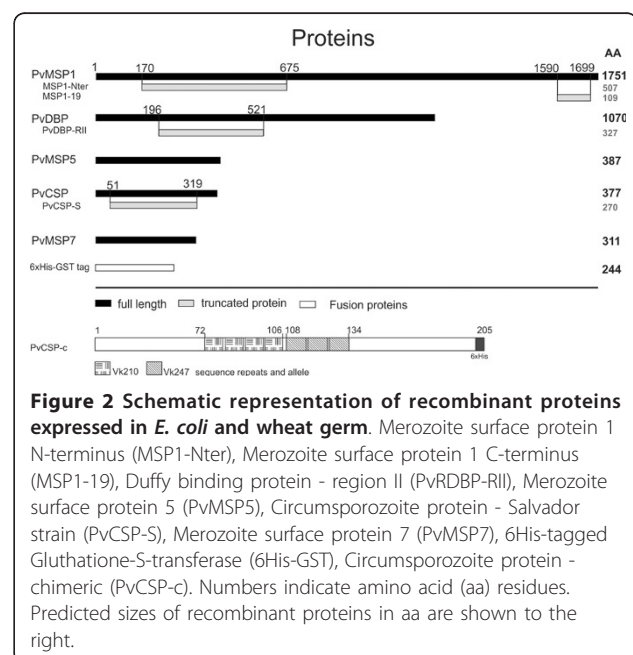 Proteins
AA
1 170 675 1590 1699
PvMSP1 1751
MSP1-Nter 507
MSP1-19 109
196 521
PvDBP 1070
PvDBP-RII 327
PvMSP5 387
PvCSP 377
51 319
PvCSP-S 270
PvMSP7 311
6xHis-GST tag 244
full length truncated protein Fusion proteins
1 72 106 108 134 205
PvCSP-c
6xHis
Vk210 Vk247 sequence repeats and allele
Figure 2 Schematic representation of recombinant proteins
expressed in E. coli and wheat germ. Merozoite surface protein 1
N-terminus (MSP1-Nter), Merozoite surface protein 1 C-terminus
(MSP1-19), Duffy binding protein - region II (PvRDBP-RII), Merozoite
surface protein 5 (PvMSP5), Circumsporozoite protein - Salvador
strain (PvCSP-S), Merozoite surface protein 7 (PvMSP7), 6His-tagged
Gluthatione-S-transferase (6His-GST), Circumsporozoite protein -
chimeric (PvCSP-c). Numbers indicate amino acid (aa) residues.
Predicted sizes of recombinant proteins in aa are shown to the
right.